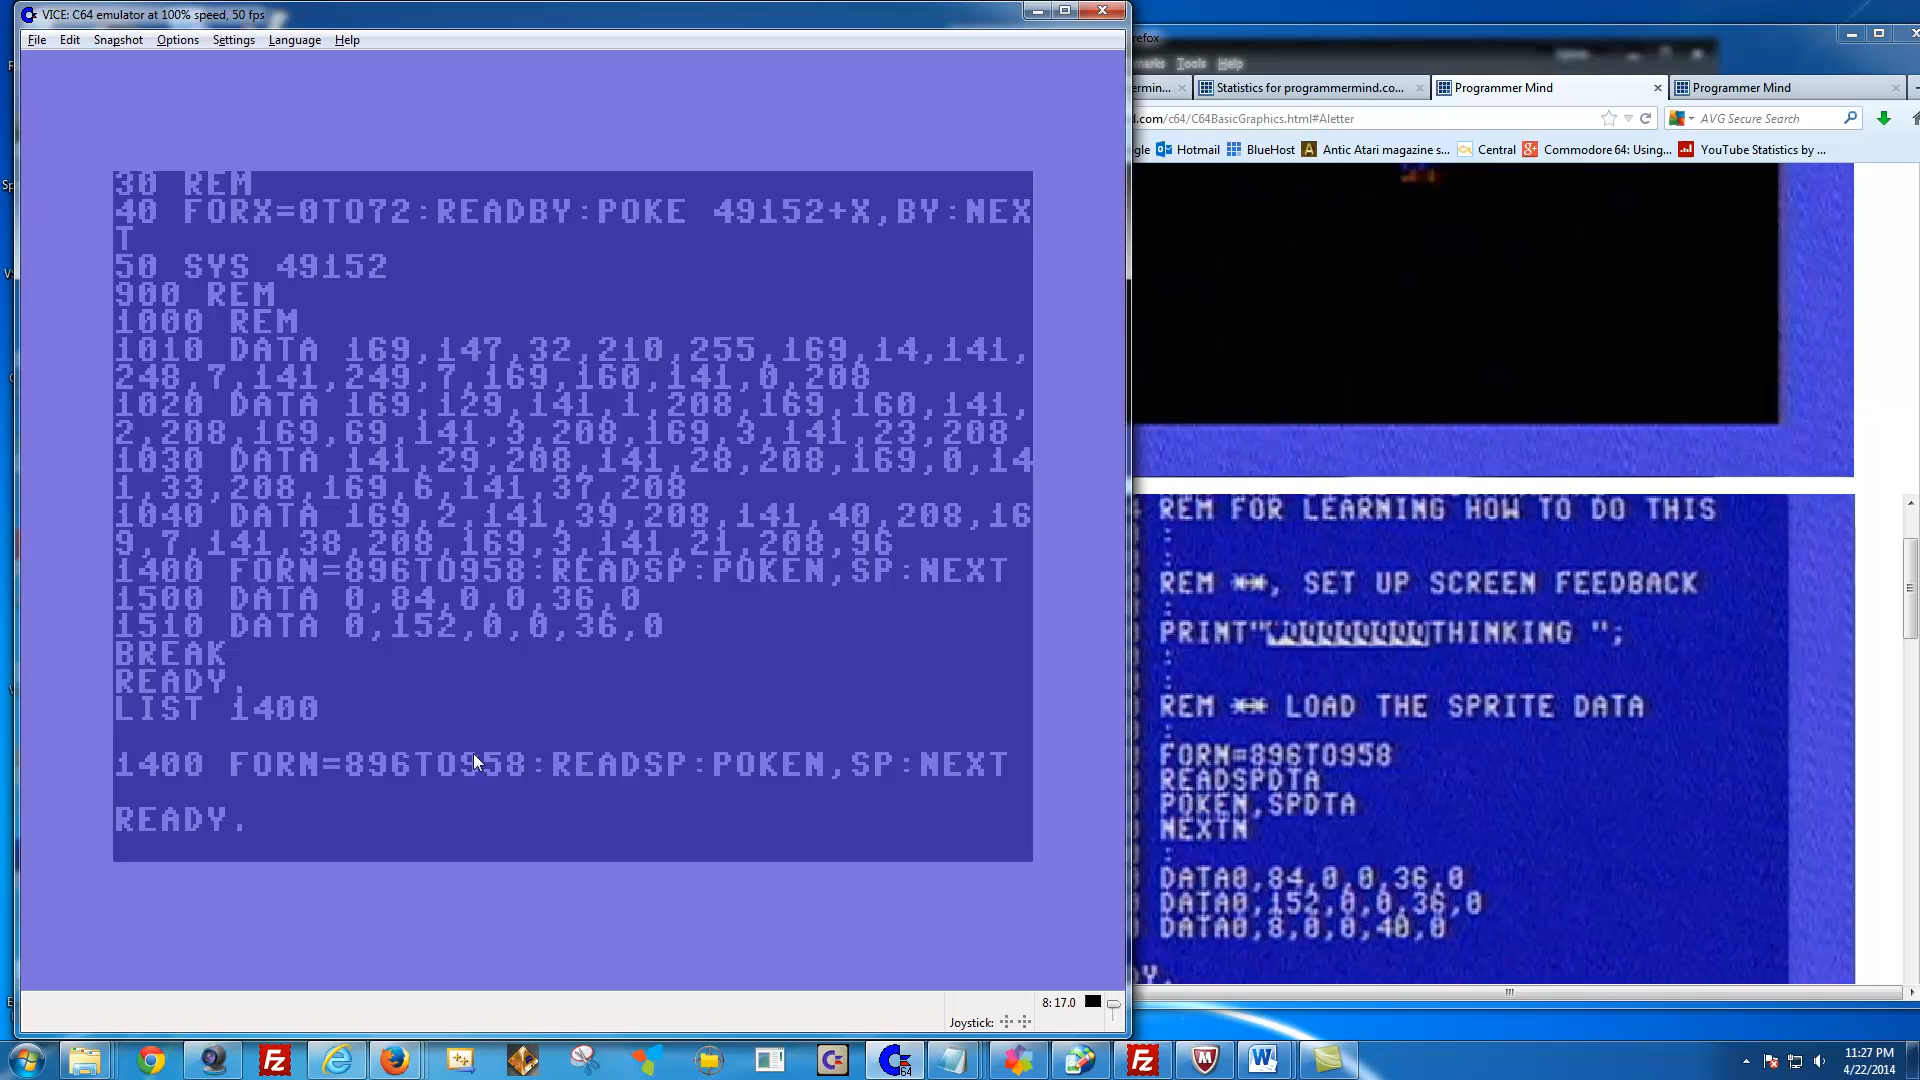 VICE: C64 emulator at 100% speed, 50 fps
File Edit Snapshot Options Settings Language Help
30 REM
40 FORX=0TO72:READBY:POKE 49152+X,BY:NEX
T
50 SYS 49152
900 REM
1000 REM
1010 DATA 169,147,32,210,255,169,14,141,
248,7,141,249,7,169,160,141,0,208
1020 DATA 169,129,141,1,208,169,160,141,
2,208,169,69,141,3,208,169,3,141,23,208
1030 DATA 141,29,208,141,28,208,169,0,14
1,33,208,169,6,141,37,208
1040 DATA 169,2,141,39,208,141,40,208,16
9,7,141,38,208,169,3,141,21,208,96
1400 FORN=896TO958:READSP:POKEN,SP:NEXT
1500 DATA 0,84,0,0,36,0
1510 DATA 0,152,0,0,36,0
BREAK
READY.
LIST 1400
1400 FORN=896TO958:READSP:POKEN,SP:NEXT
READY.
8: 17.0
Joystick:
refox
marks Tools Help
ermin... Statistics for programmermind.co... Programmer Mind Programmer Mind
d.com/c64/C64BasicGraphics.html#Aletter AVG Secure Search
gle Hotmail BlueHost Antic Atari magazine s... Central Commodore 64: Using... YouTube Statistics by ...
REM FOR LEARNING HOW TO DO THIS
:
:
REM **, SET UP SCREEN FEEDBACK
:
THINKING ";
:
:
REM ** LOAD THE SPRITE DATA
:
FORN=896TO958
READSPDTA
POKEN,SPDTA
NEXTN
:
DATA0,84,0,0,36,0
DATA0,152,0,0,36,0
DATA0,8,0,0,40,0
DY.
11:27 PM
4/22/2014